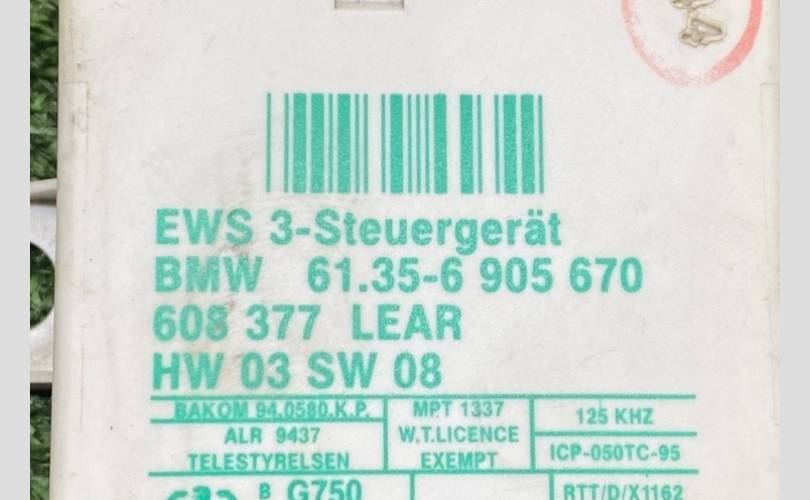 EWS 3-Steuergerät
BMW 61.35-6 905 670
608 377 LEAR
HW 03 SW 08
BAKOM 94.0580.K.P.
MPT 1337
W.T.LICENCE
EXEMPT
125 KHZ
ALR 9437
TELESTYRELSEN
ICP-050TC-95
B G750
RTT/D/X1162